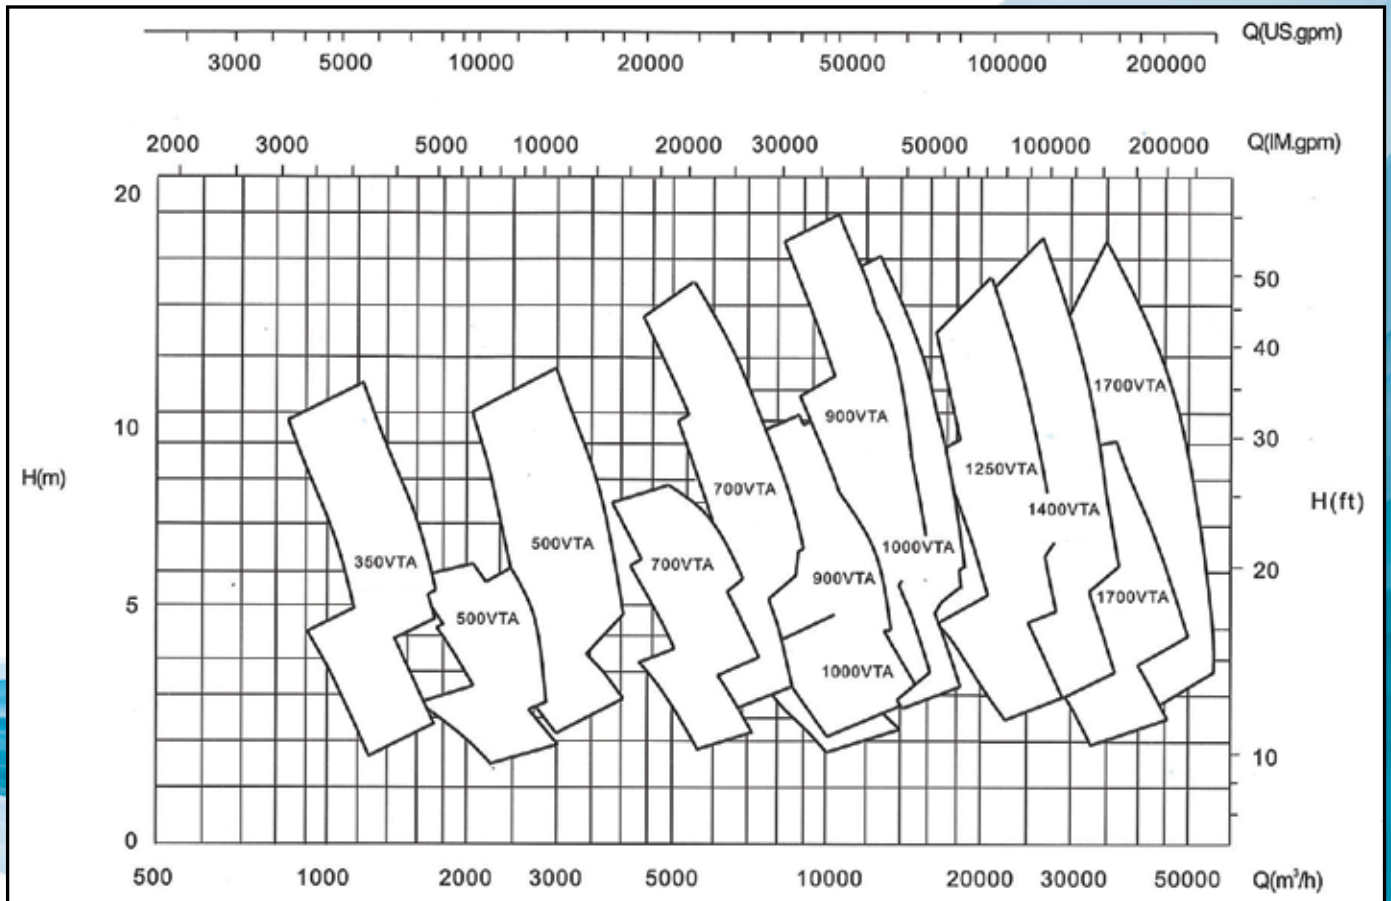 Q(US.gpm)
3000 5000 10000 20000 50000 100000 200000
2000 3000 5000 10000 20000 30000 50000 100000 200000 Q(IM.gpm)
20
50
40
1700VTA
900VTA
10
30
1250VTA
H(m)
700VTA
H(ft)
1400VTA
500VTA
1000VTA
350VTA
700VTA
20
900VTA
1700VTA
5
500VTA
1000VTA
10
0
500 1000 2000 3000 5000 10000 20000 30000 50000 Q(m³/h)